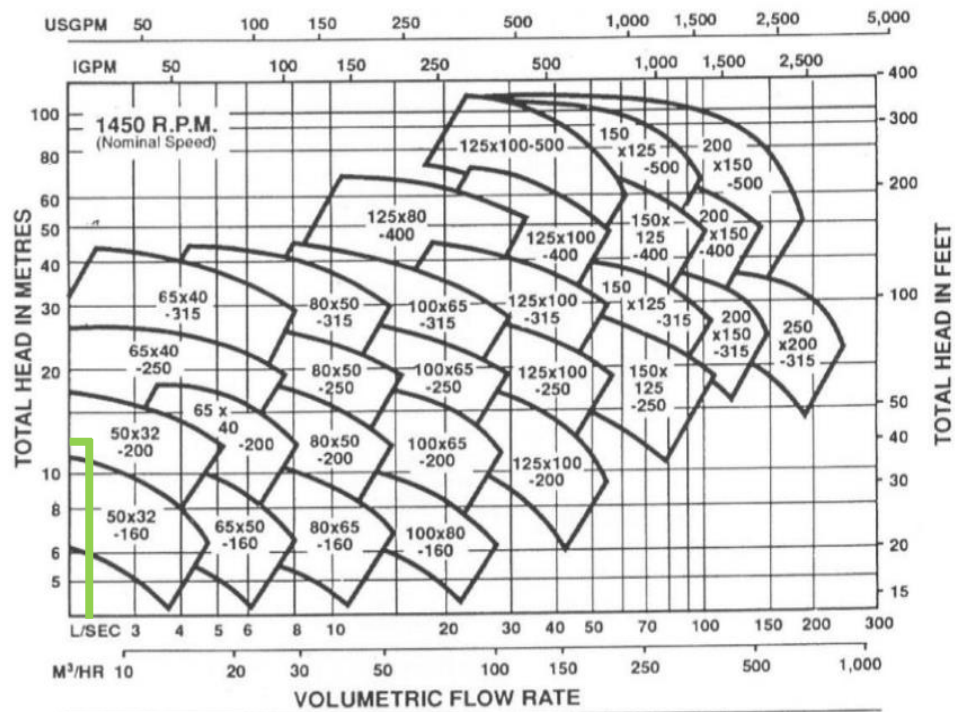 USGPM 50 100 150 250 500 1,000 1,500 2,500 5,000
IGPM 50 100 150 250 500 1,000 1,500 2,500
400
300
200
100
50
40
30
20
15
TOTAL HEAD IN FEET
100
80
60
50
40
30
20
10
8
6
5
TOTAL HEAD IN METRES
1450 R.P.M.
(Nominal Speed)
125x100-500
150
x125
-500
200
x150
-500
125x80
-400
125x100
-400
150x
125
-400
200
x150
-400
65x40
-315
80x50
-315
100x65
-315
125x100
-315
150
x125
-315
200
x150
-315
250
x200
-315
65x40
-250
80x50
-250
100x65
-250
125x100
-250
150x
125
-250
50x32
-200
65 x
40
-200
80x50
-200
100x65
-200
125x100
-200
50x32
-160
65x50
-160
80x65
-160
100x80
-160
L/SEC 3 4 5 6 8 10 20 30 40 50 70 100 150 200 300
M³/HR 10 20 30 50 100 150 250 500 1,000
VOLUMETRIC FLOW RATE